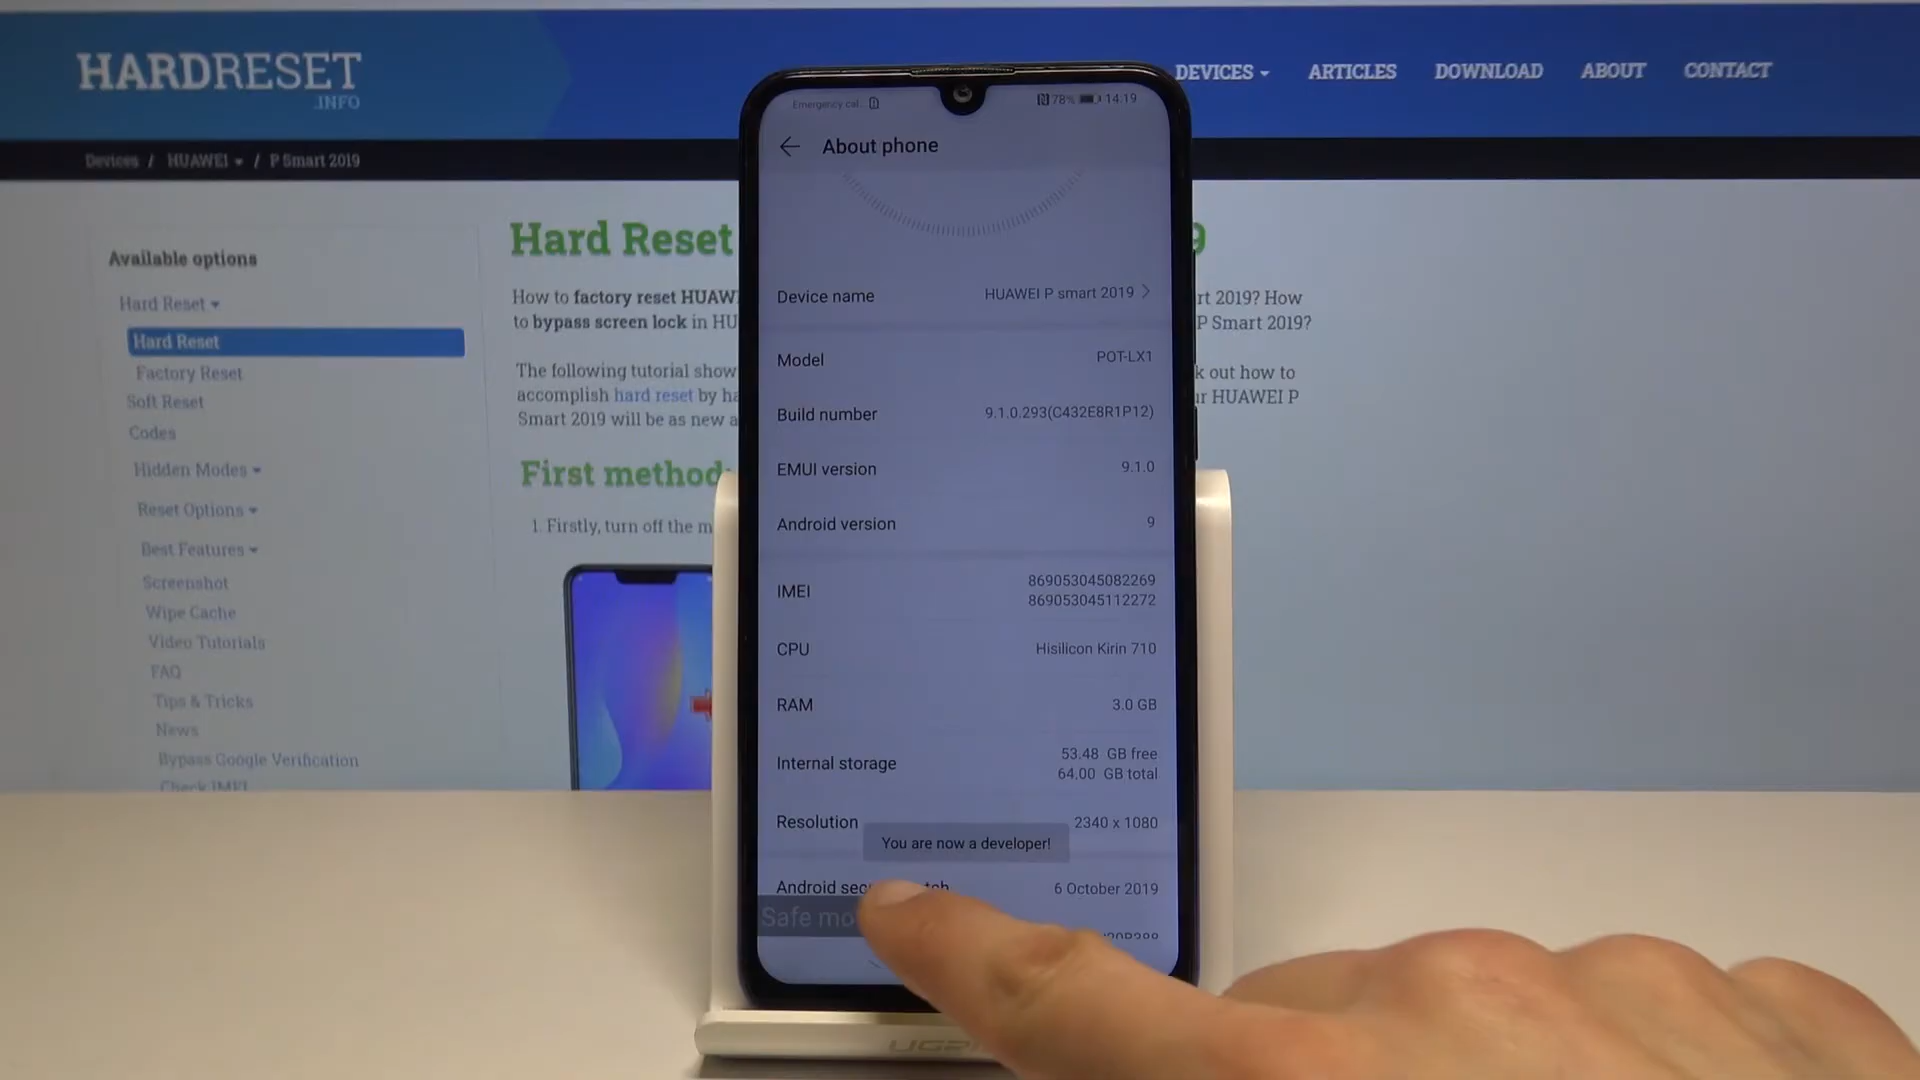 HARDRESET
.INFO
DEVICES
ARTICLES
DOWNLOAD
ABOUT
CONTACT
Devices / HUAWEI / P Smart 2019
Available options
Hard Reset
Hard Reset
Factory Reset
Soft Reset
Codes
Hidden Modes
Reset Options
Best Features
Screenshot
Wipe Cache
Video Tutorials
FAQ
Tips & Tricks
News
Bypass Google Verification
Check IMEI
Hard Reset 9
How to factory reset HUAW rt 2019? How
to bypass screen lock in HU P Smart 2019?
The following tutorial show k out how to
accomplish hard reset by ha ur HUAWEI P
Smart 2019 will be as new a
First method:
1. Firstly, turn off the m
Emergency cal... 78% 14:19
About phone
Device name HUAWEI P smart 2019
Model POT-LX1
Build number 9.1.0.293(C432E8R1P12)
EMUI version 9.1.0
Android version 9
IMEI 869053045082269
869053045112272
CPU Hisilicon Kirin 710
RAM 3.0 GB
Internal storage 53.48 GB free
64.00 GB total
Resolution 2340 x 1080
You are now a developer!
Android sec tch 6 October 2019
Safe mo